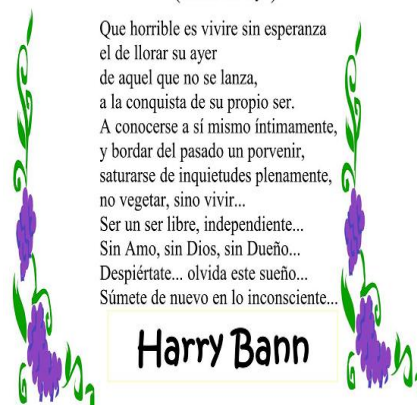 Que horrible es vivire sin esperanza
el de llorar su ayer
de aquel que no se lanza,
a la conquista de su propio ser.
A conocerse a sí mismo íntimamente,
y bordar del pasado un porvenir,
saturarse de inquietudes plenamente,
no vegetar, sino vivir...
Ser un ser libre, independiente...
Sin Amo, sin Dios, sin Dueño...
Despiértate... olvida este sueño...
Súmete de nuevo en lo inconsciente...
Harry Bann